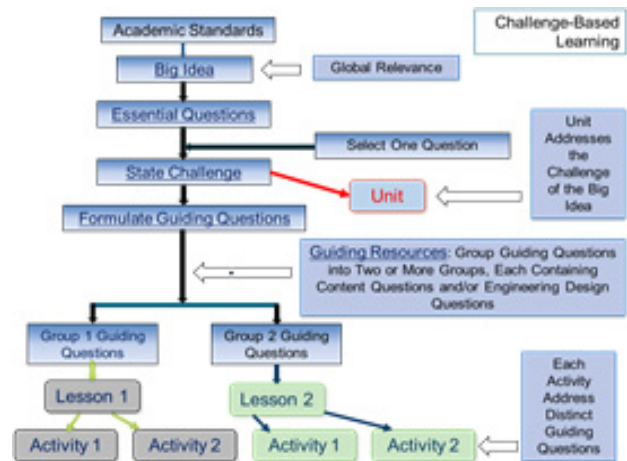 Academic Standards
Challenge-Based
Learning
Big Idea
Global Relevance
Essential Questions
Select One Question
Unit
Addresses
the
Challenge
of the Big
Idea
State Challenge
Unit
Formulate Guiding Questions
Guiding Resources: Group Guiding Questions
into Two or More Groups, Each Containing
Content Questions and/or Engineering Design
Questions
Group 1 Guiding
Questions
Group 2 Guiding
Questions
Lesson 1
Lesson 2
Each
Activity
Address
Distinct
Guiding
Questions
Activity 1
Activity 2
Activity 1
Activity 2